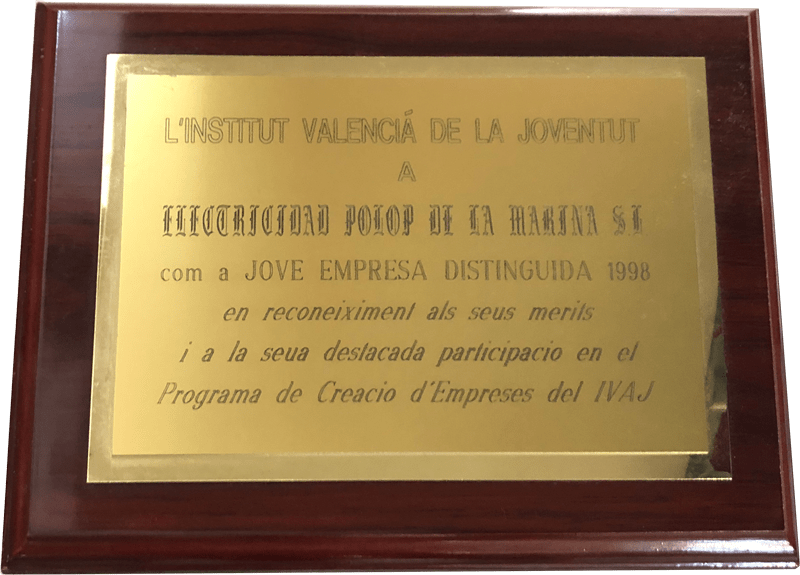 L'INSTITUT VALENCIÁ DE LA JOVENTUT
A
ELECTRICIDAD POLOP DE LA MARINA S.L
com a JOVE EMPRESA DISTINGUIDA 1998
en reconeiximent als seus merits
i a la seua destacada participacio en el
Programa de Creacio d'Empreses del IVAJ